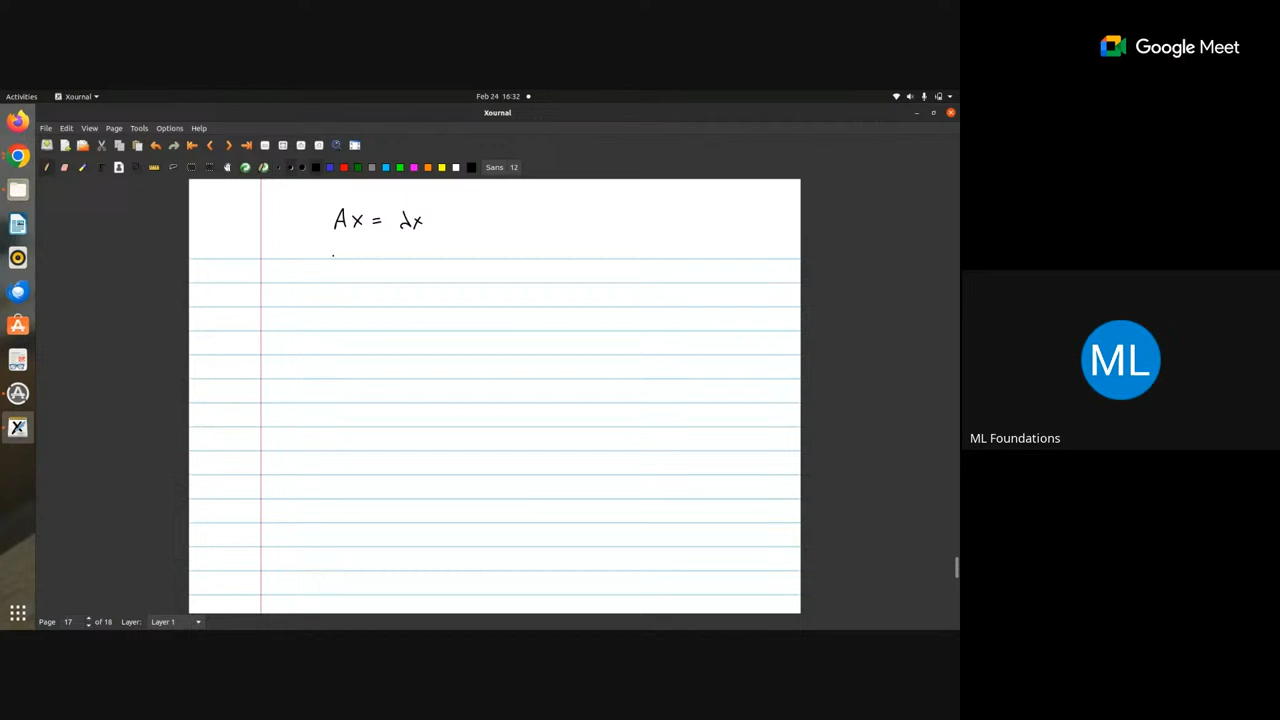 Google Meet
Activities
Xournal
Feb 24 16:32
Xournal
File Edit View Page Tools Options Help
Sans 12
Ax = λx
ML
ML Foundations
Page 17 of 18 Layer: Layer 1